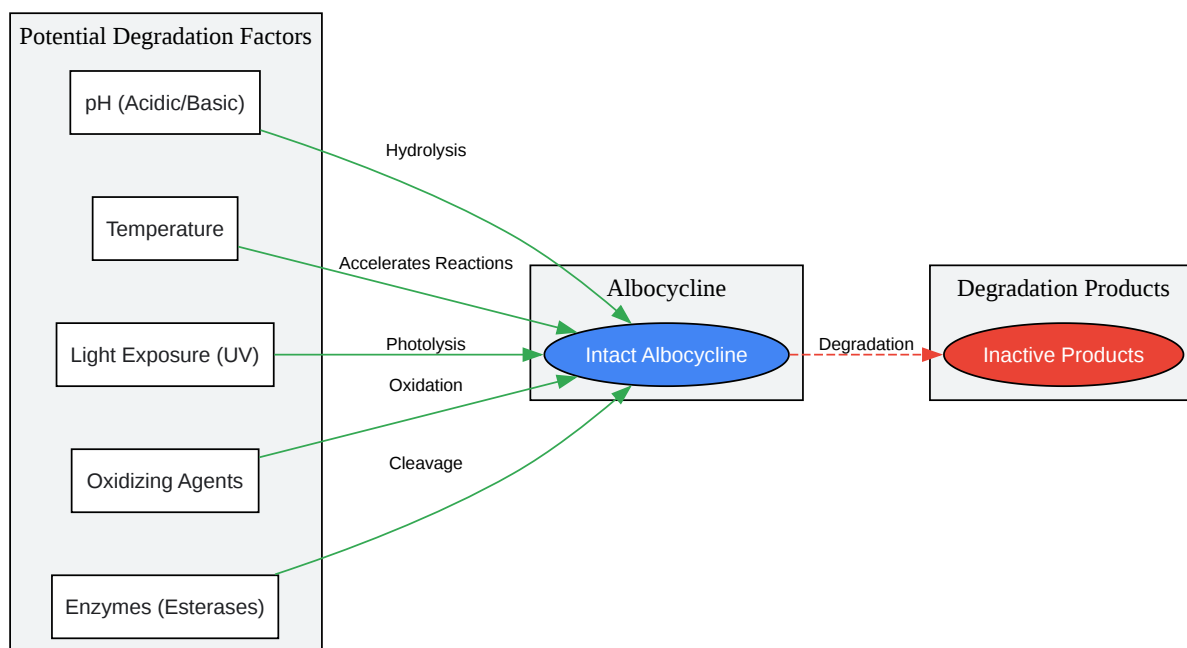 Potential Degradation Factors
pH (Acidic/Basic)
Hydrolysis
Temperature
Accelerates Reactions
Albocycline
Degradation Products
Light Exposure (UV)
Photolysis
Intact Albocycline
Degradation
Inactive Products
Oxidation
Oxidizing Agents
Cleavage
Enzymes (Esterases)